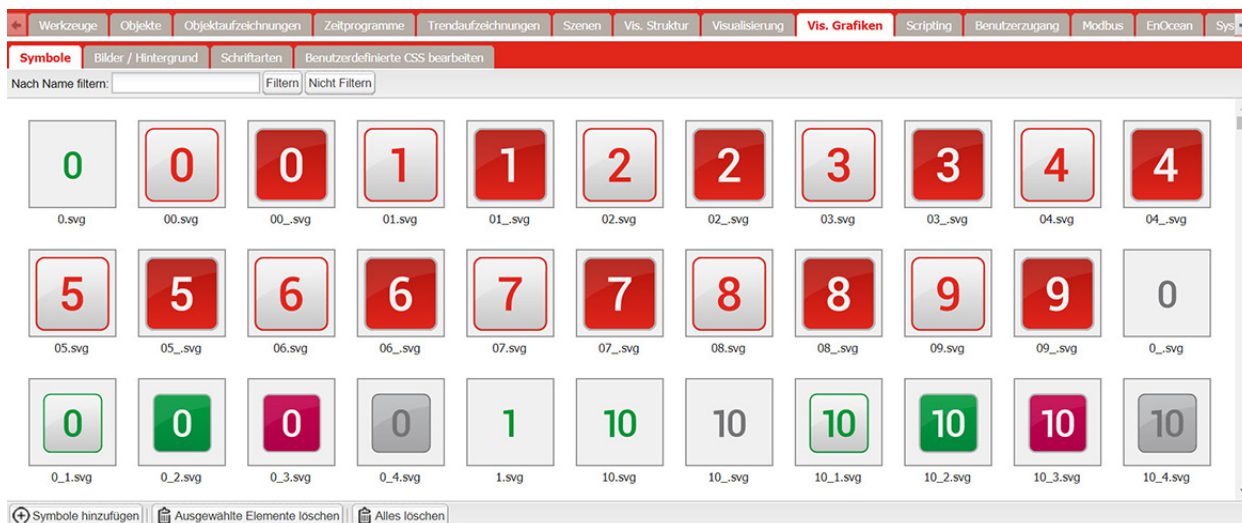 Werkzeuge Objekte Objektaufzeichnungen Zeitprogramme Trendaufzeichnungen Szenen Vis. Struktur Visualisierung Vis. Grafiken Scripting Benutzerzugang Modbus EnOcean Sys
Symbole Bilder / Hintergrund Schriftarten Benutzerdefinierte CSS bearbeiten
Nach Name filtern: Filtern Nicht Filtern
0 0 0 1 1 2 2 3 3 4 4
0.svg 00.svg 00_.svg 01.svg 01_.svg 02.svg 02_.svg 03.svg 03_.svg 04.svg 04_.svg
5 5 6 6 7 7 8 8 9 9 0
05.svg 05_.svg 06.svg 06_.svg 07.svg 07_.svg 08.svg 08_.svg 09.svg 09_.svg 0_.svg
0 0 0 0 1 10 10 10 10 10 10
0_1.svg 0_2.svg 0_3.svg 0_4.svg 1.svg 10.svg 10_.svg 10_1.svg 10_2.svg 10_3.svg 10_4.svg
Symbole hinzufügen Ausgewählte Elemente löschen Alles löschen